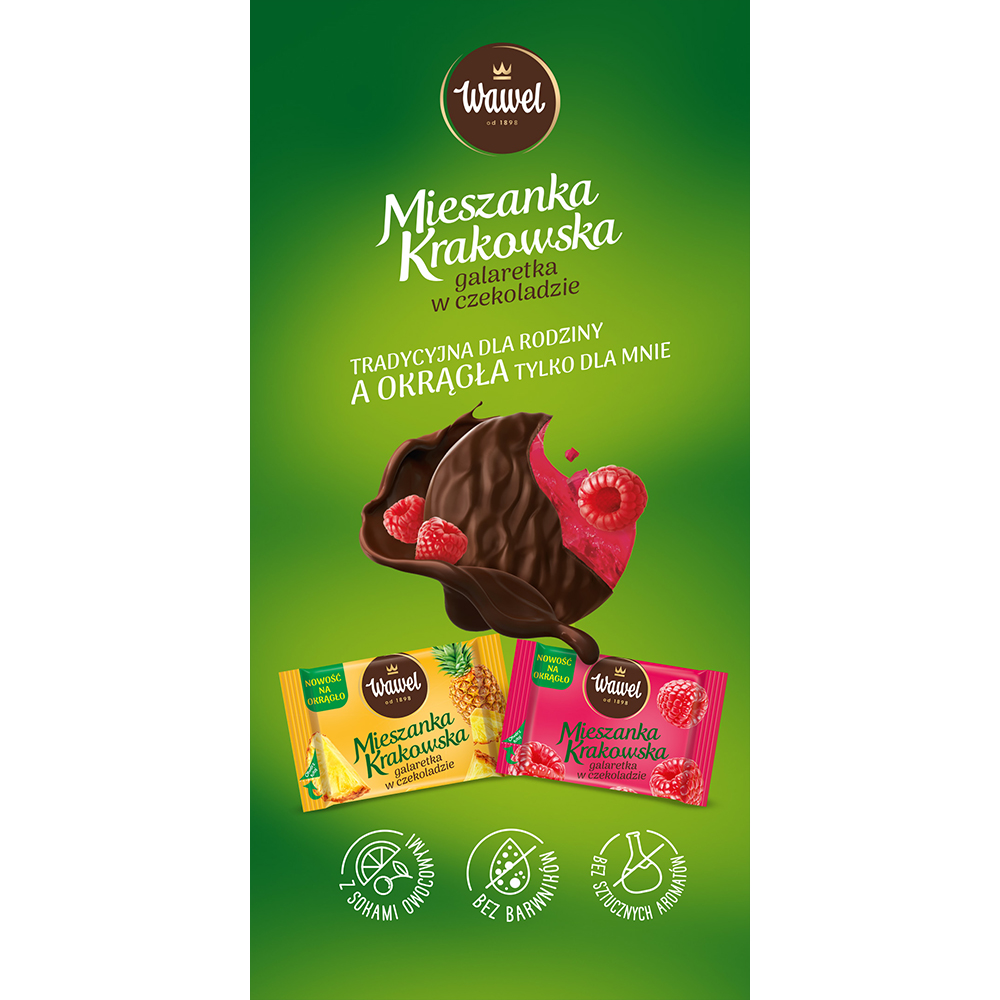 Wawel
od 1898
Mieszanka
Krakowska
galaretka
w czekoladzie
TRADYCYJNA DLA RODZINY
A OKRĄGŁA TYLKO DLA MNIE
NOWOŚĆ
NA
OKRĄGŁO
Wawel
od 1898
Mieszanka
Krakowska
galaretka
w czekoladzie
NOWOŚĆ
NA
OKRĄGŁO
Wawel
od 1898
Mieszanka
Krakowska
galaretka
w czekoladzie
Z SOKAMI OWOCOWYMI
BEZ BARWNIKÓW
BEZ SZTUCZNYCH AROMATÓW